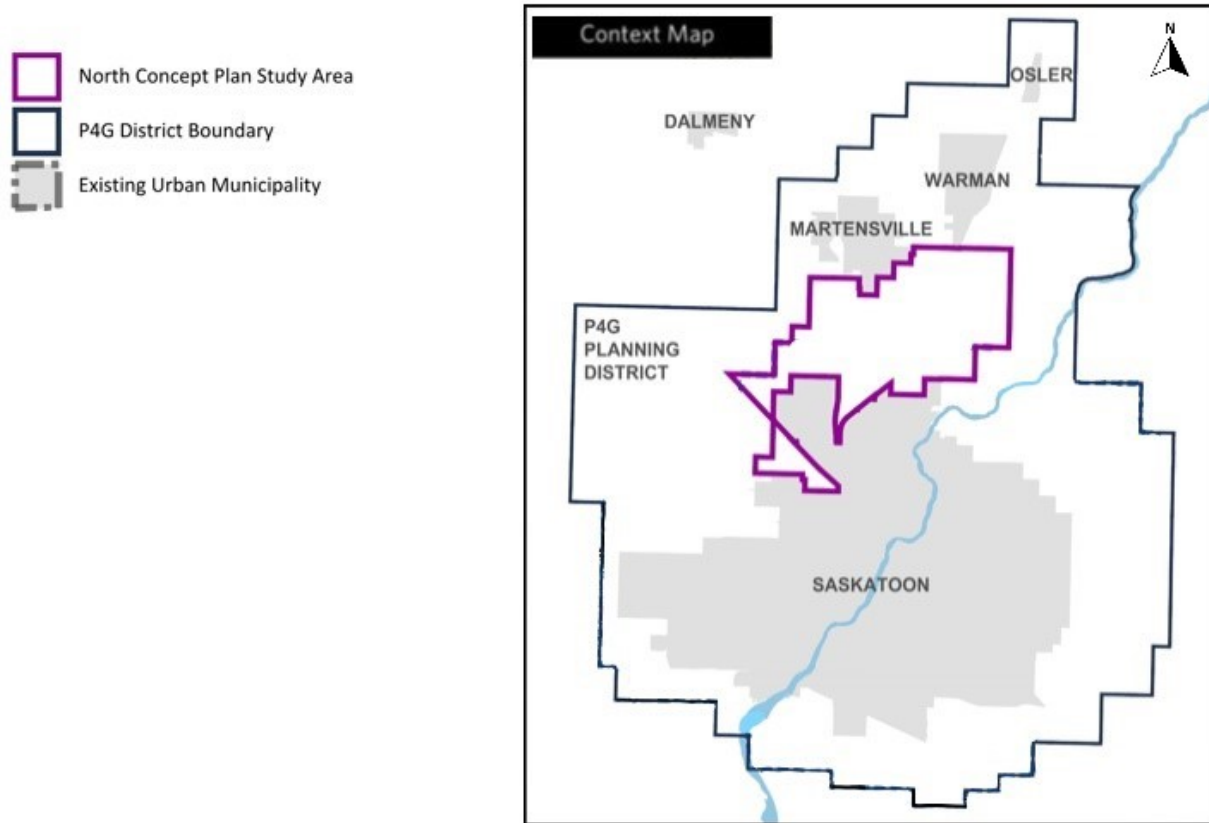 North Concept Plan Study Area
P4G District Boundary
Existing Urban Municipality
Context Map
N
OSLER
DALMENY
WARMAN
MARTENSVILLE
P4G
PLANNING
DISTRICT
SASKATOON